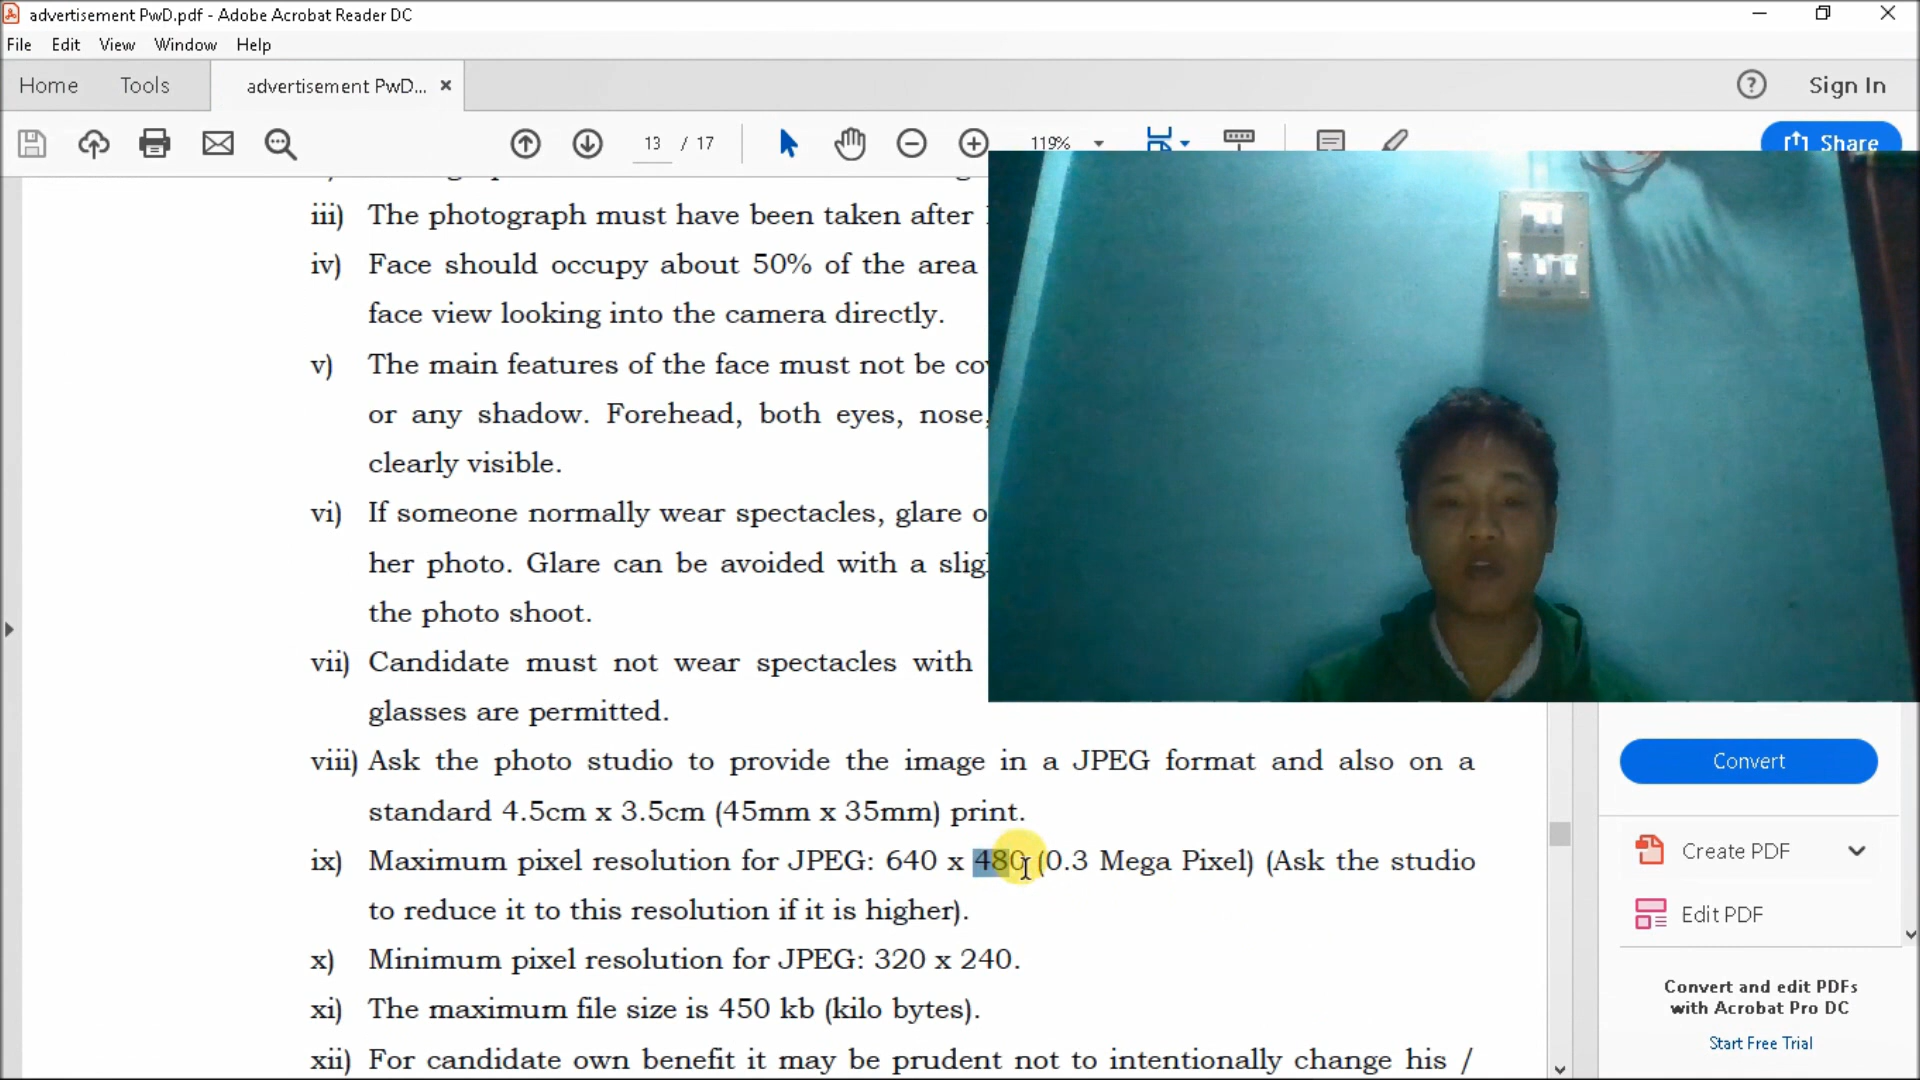 advertisement PwD.pdf - Adobe Acrobat Reader DC
File Edit View Window Help
Home Tools advertisement PwD... × ? Sign In
13 / 17 119% Share
iii) The photograph must have been taken after
iv) Face should occupy about 50% of the area
face view looking into the camera directly.
v) The main features of the face must not be co
or any shadow. Forehead, both eyes, nose,
clearly visible.
vi) If someone normally wear spectacles, glare o
her photo. Glare can be avoided with a slig
the photo shoot.
vii) Candidate must not wear spectacles with
glasses are permitted.
viii) Ask the photo studio to provide the image in a JPEG format and also on a
standard 4.5cm x 3.5cm (45mm x 35mm) print.
ix) Maximum pixel resolution for JPEG: 640 x 480 (0.3 Mega Pixel) (Ask the studio
to reduce it to this resolution if it is higher).
x) Minimum pixel resolution for JPEG: 320 x 240.
xi) The maximum file size is 450 kb (kilo bytes).
xii) For candidate own benefit it may be prudent not to intentionally change his /
Convert
Create PDF
Edit PDF
Convert and edit PDFs
with Acrobat Pro DC
Start Free Trial